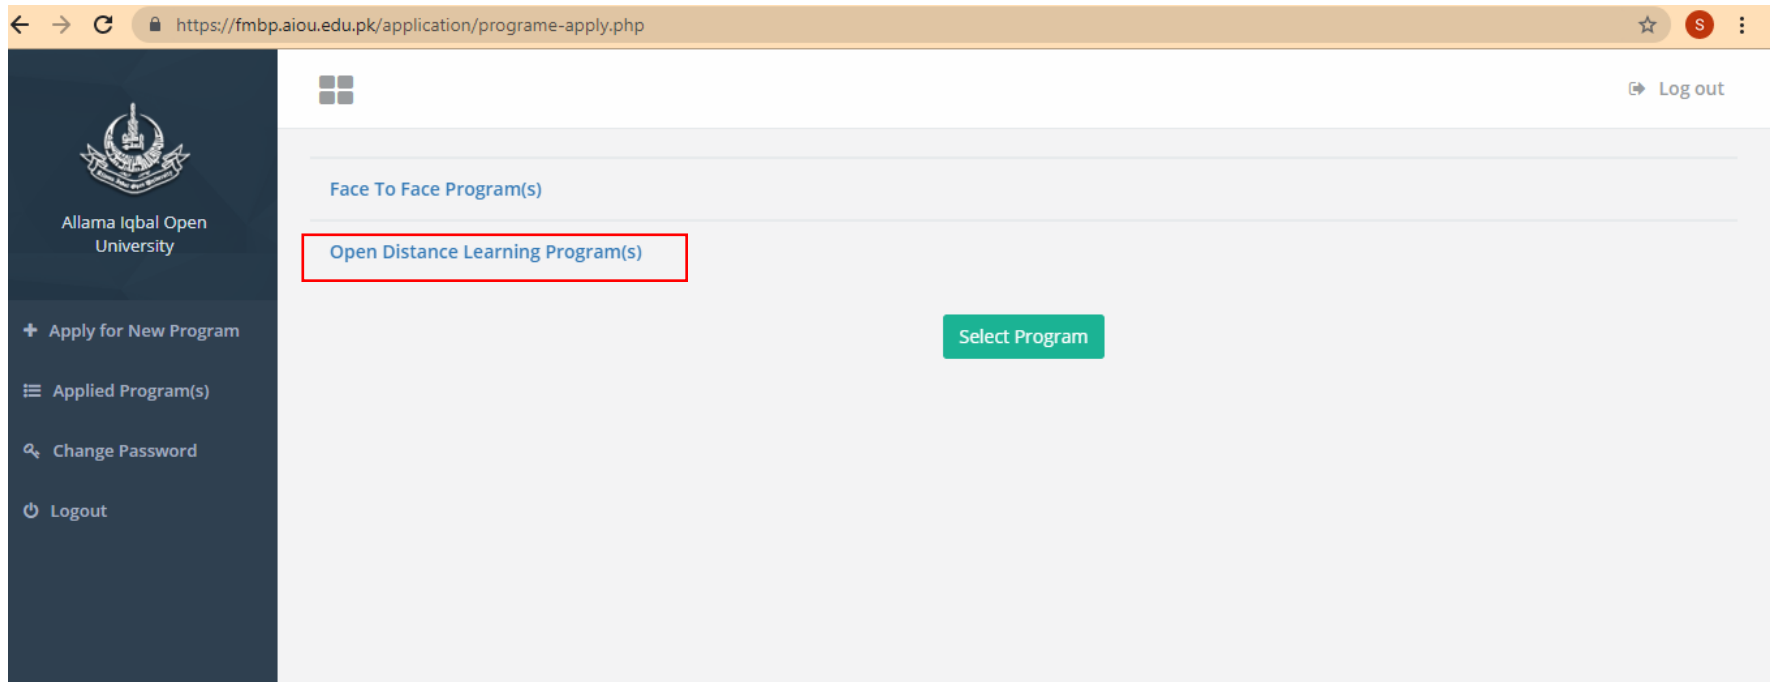 https://fmbp.aiou.edu.pk/application/programe-apply.php
S
Allama Iqbal Open
University
Apply for New Program
Applied Program(s)
Change Password
Logout
Log out
Face To Face Program(s)
Open Distance Learning Program(s)
Select Program